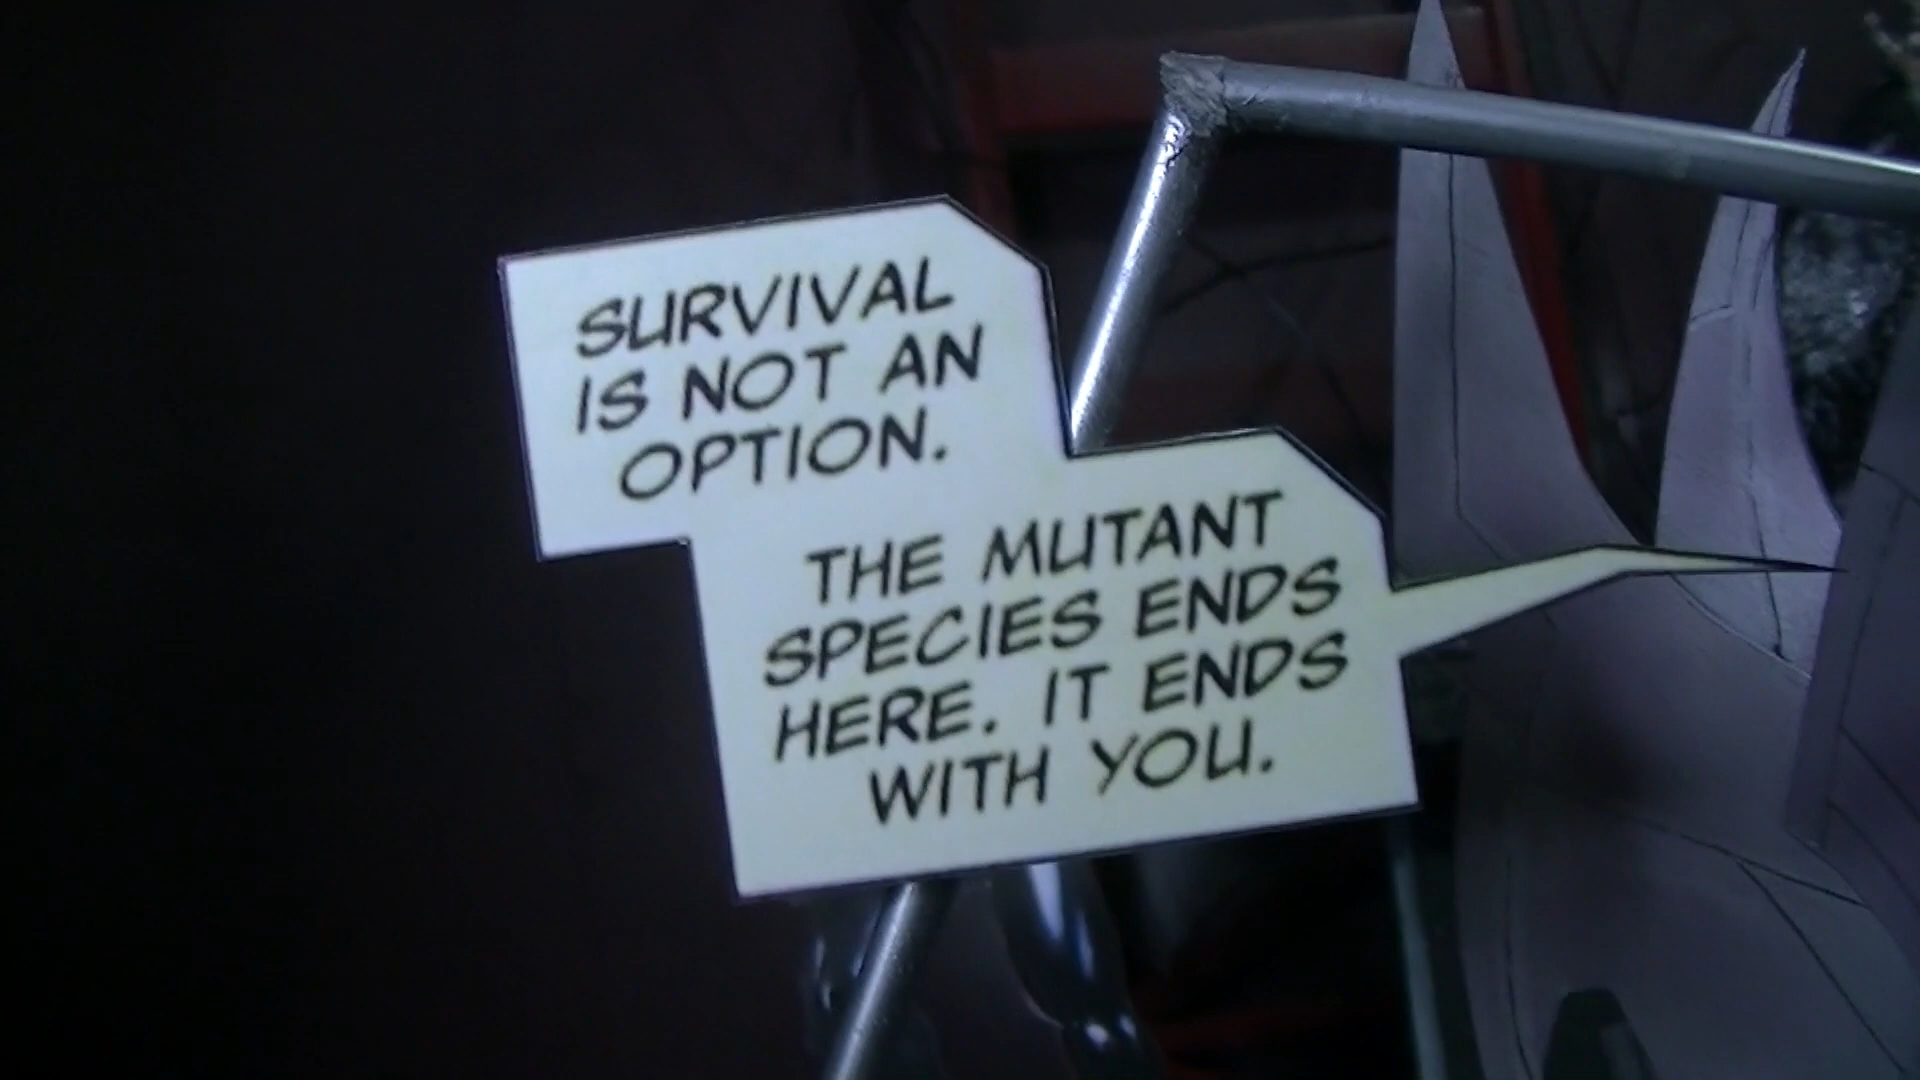 SURVIVAL
IS NOT AN
OPTION.
THE MUTANT
SPECIES ENDS
HERE. IT ENDS
WITH YOU.